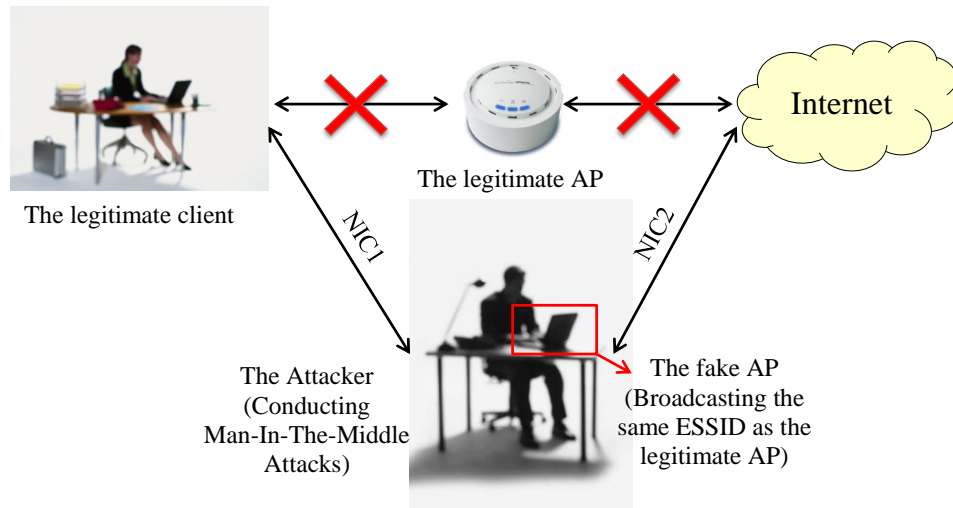 Internet
The legitimate AP
The legitimate client
NIC1
NIC2
The Attacker
(Conducting
Man-In-The-Middle
Attacks)
The fake AP
(Broadcasting the
same ESSID as the
legitimate AP)